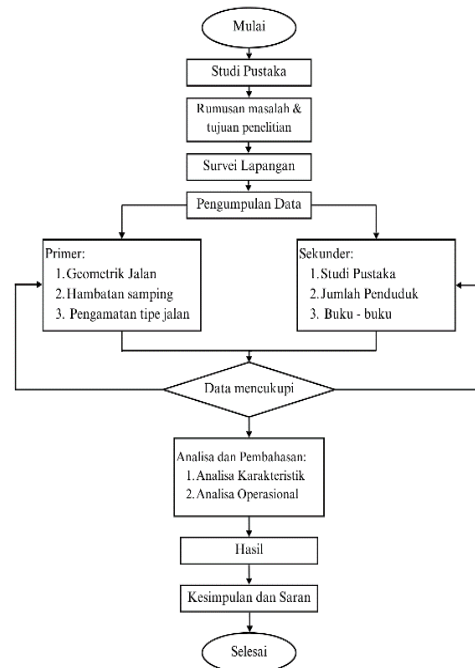 Mulai
Studi Pustaka
Rumusan masalah &
tujuan penelitian
Survei Lapangan
Pengumpulan Data
Primer:
1. Geometrik Jalan
2. Hambatan samping
3. Pengamatan tipe jalan
Sekunder:
1. Studi Pustaka
2. Jumlah Penduduk
3. Buku - buku
Data mencukupi
Analisa dan Pembahasan:
1. Analisa Karakteristik
2. Analisa Operasional
Hasil
Kesimpulan dan Saran
Selesai